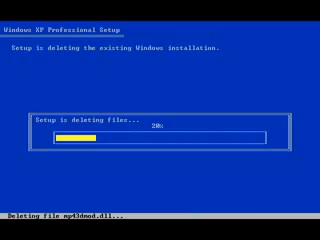 Windows XP Professional Setup
Setup is deleting the existing Windows installation.
Setup is deleting files...
20%
Deleting file mp43dmod.dll...